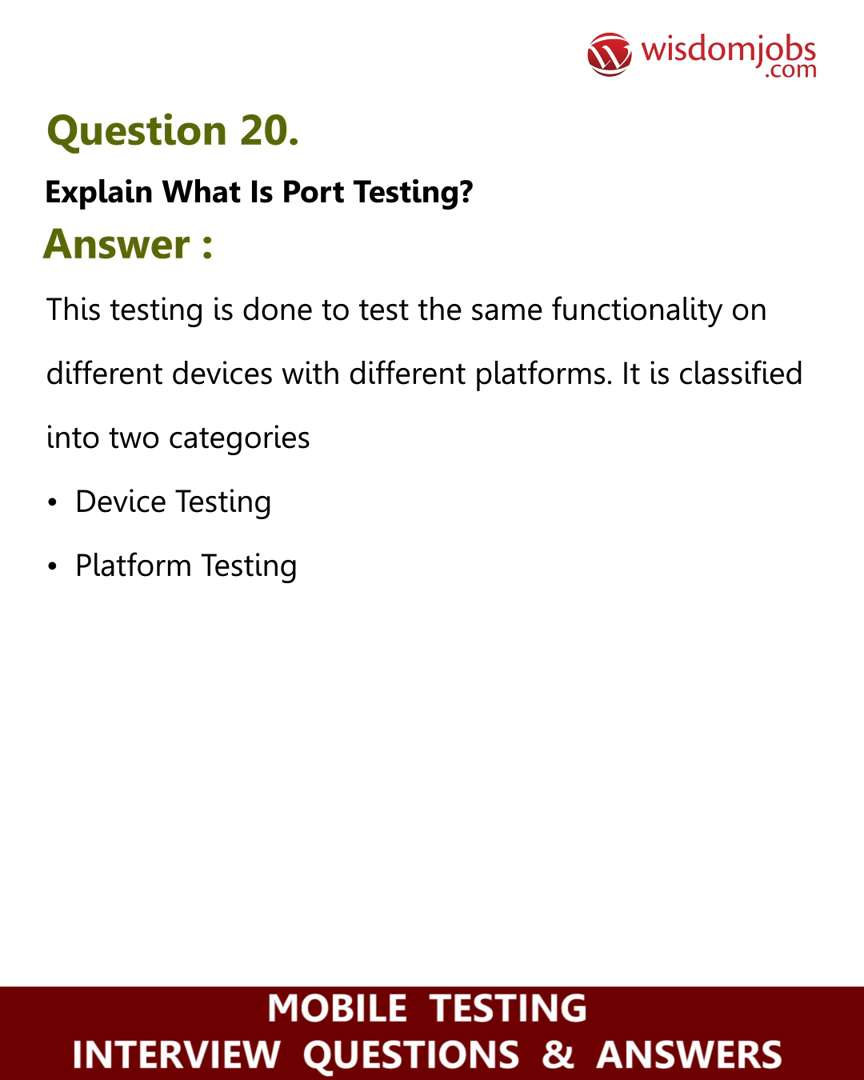 wisdomjobs
.com
Question 20.
Explain What Is Port Testing?
Answer :
This testing is done to test the same functionality on
different devices with different platforms. It is classified
into two categories
• Device Testing
• Platform Testing
MOBILE TESTING
INTERVIEW QUESTIONS & ANSWERS